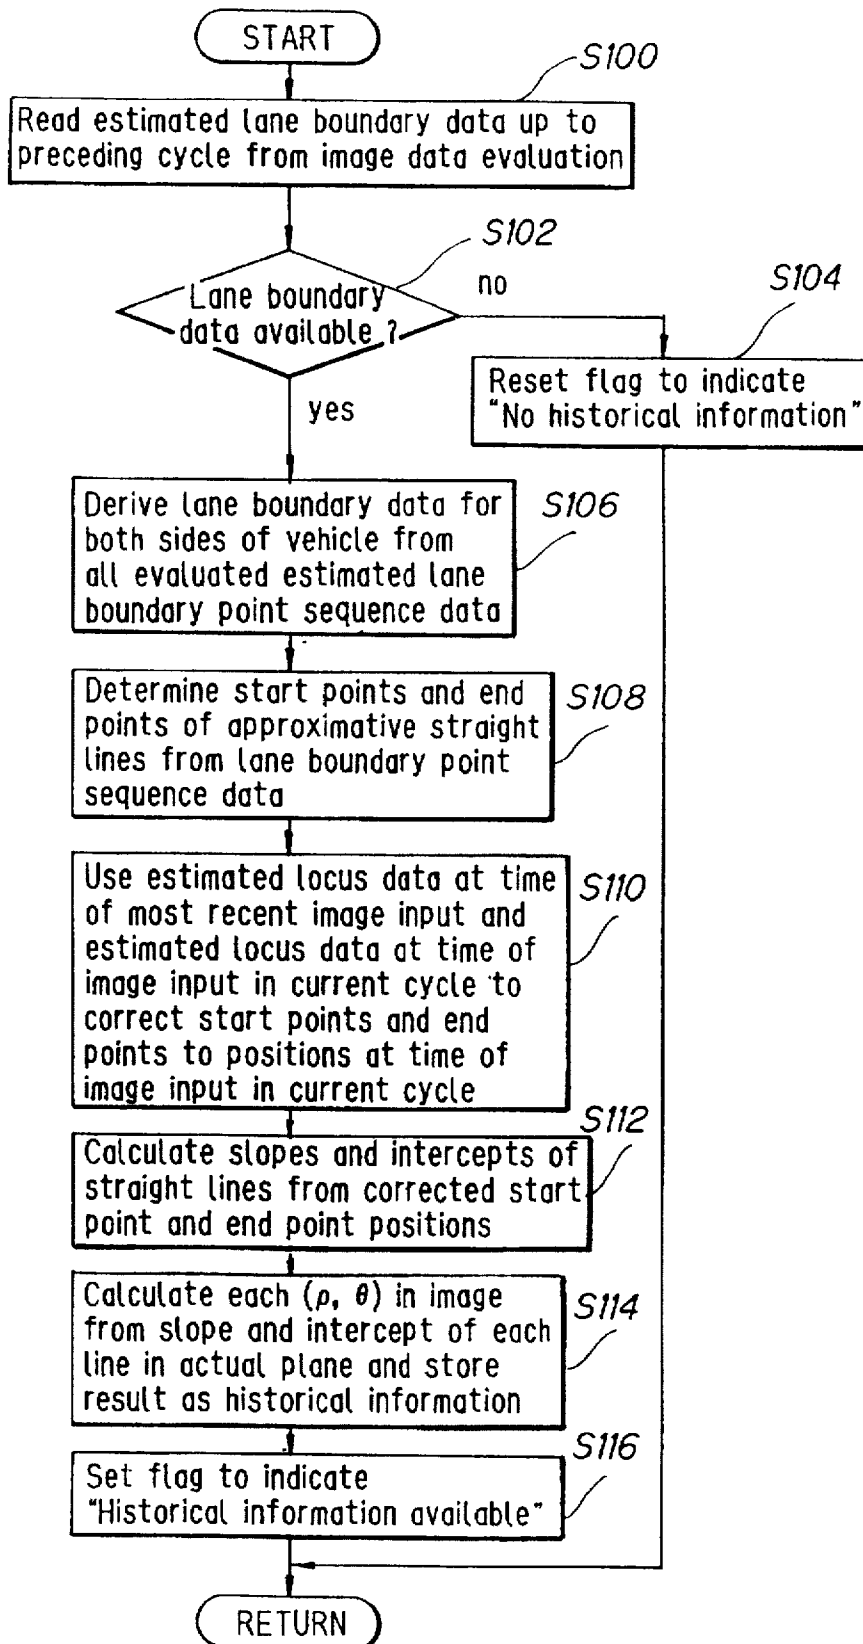 START
S100
Read estimated lane boundary data up to
preceding cycle from image data evaluation
S102
Lane boundary
data available ?
no
S104
Reset flag to indicate
"No historical information"
yes
S106
Derive lane boundary data for
both sides of vehicle from
all evaluated estimated lane
boundary point sequence data
S108
Determine start points and end
points of approximative straight
lines from lane boundary point
sequence data
S110
Use estimated locus data at time
of most recent image input and
estimated locus data at time of
image input in current cycle to
correct start points and end
points to positions at time of
image input in current cycle
S112
Calculate slopes and intercepts of
straight lines from corrected start
point and end point positions
S114
Calculate each (ρ, θ) in image
from slope and intercept of each
line in actual plane and store
result as historical information
S116
Set flag to indicate
"Historical information available"
RETURN